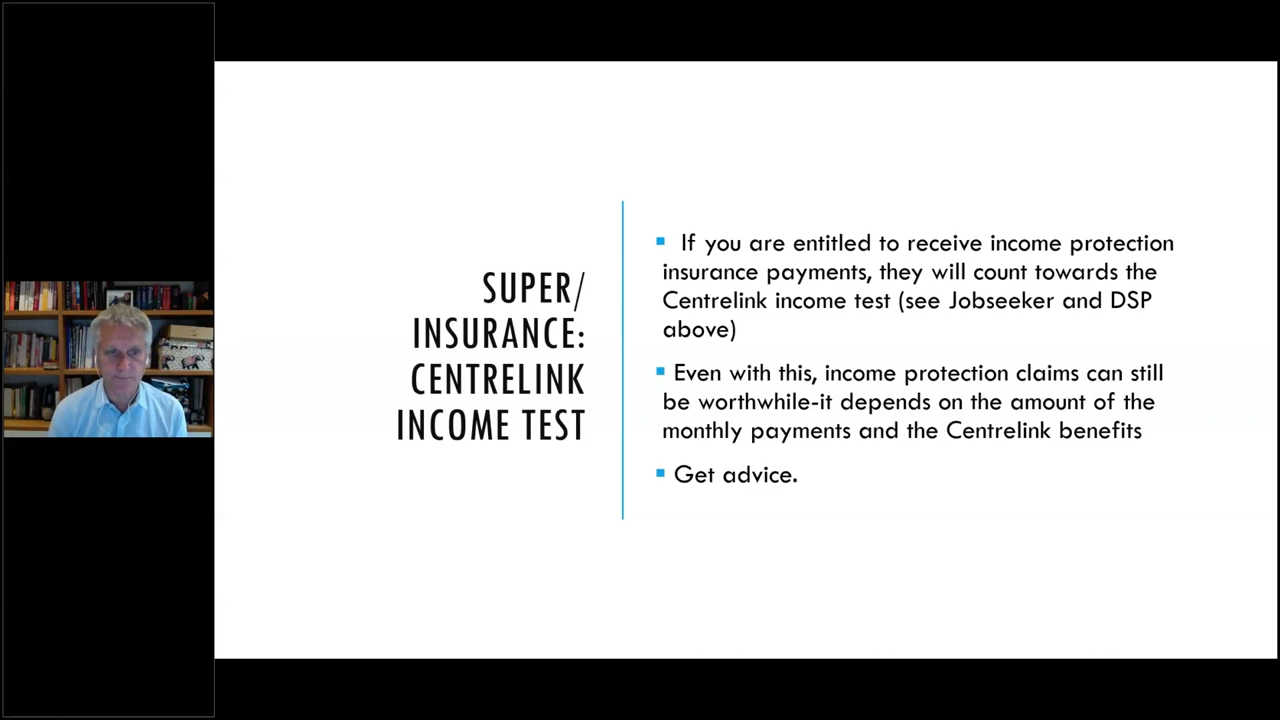 SUPER/
INSURANCE:
CENTRELINK
INCOME TEST
▪ If you are entitled to receive income protection
insurance payments, they will count towards the
Centrelink income test (see Jobseeker and DSP
above)
▪ Even with this, income protection claims can still
be worthwhile-it depends on the amount of the
monthly payments and the Centrelink benefits
▪ Get advice.